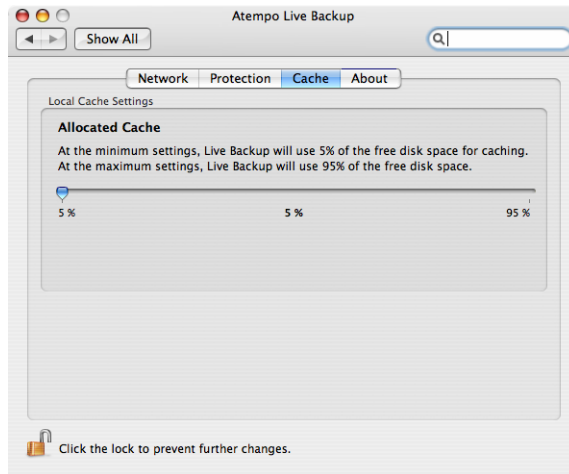 Atempo Live Backup
Show All
Network Protection Cache About
Local Cache Settings
Allocated Cache
At the minimum settings, Live Backup will use 5% of the free disk space for caching.
At the maximum settings, Live Backup will use 95% of the free disk space.
5 % 5 % 95 %
Click the lock to prevent further changes.